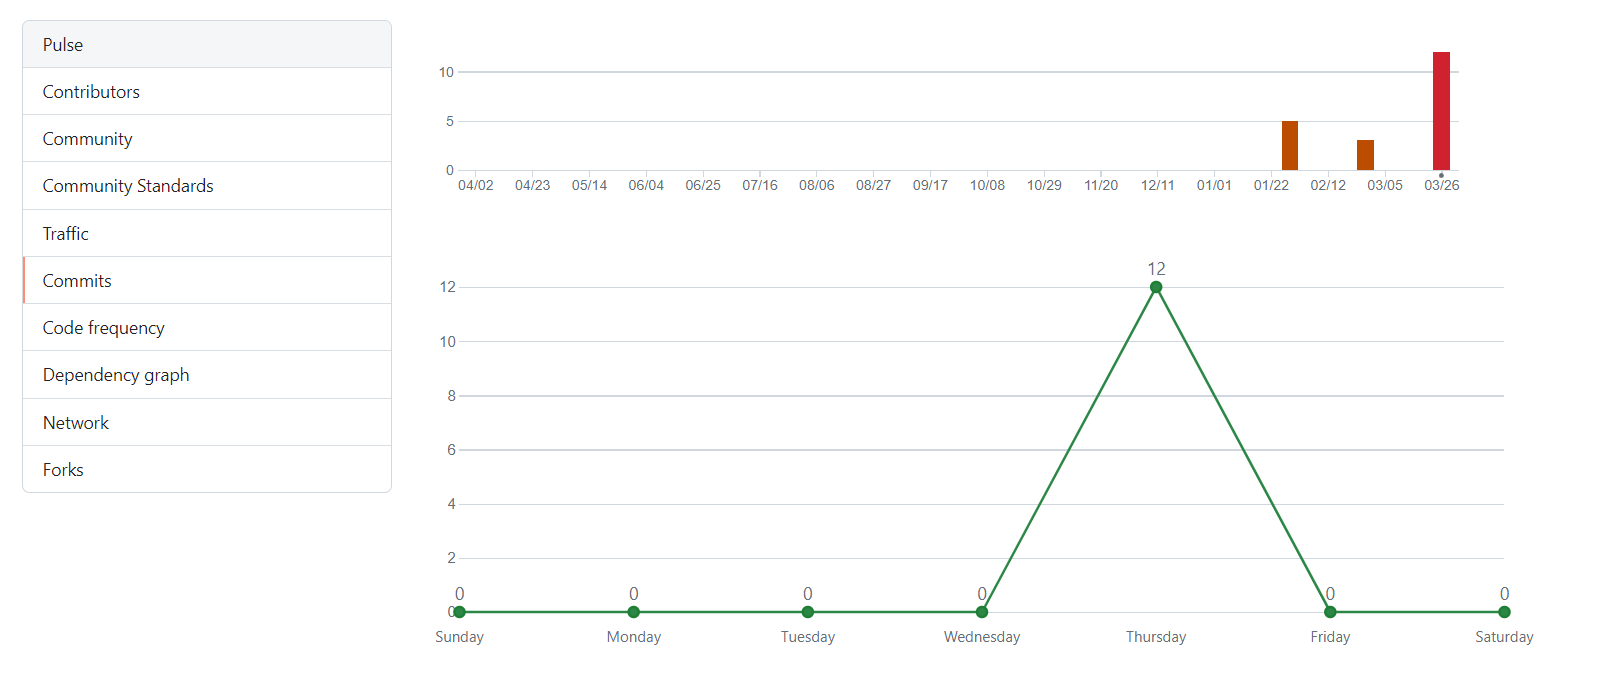 Pulse
Contributors
Community
Community Standards
Traffic
Commits
Code frequency
Dependency graph
Network
Forks
10
5
0
04/02 04/23 05/14 06/04 06/25 07/16 08/06 08/27 09/17 10/08 10/29 11/20 12/11 01/01 01/22 02/12 03/05 03/26
12
12
10
8
6
4
2
0 0 0 0 0 0
0
Sunday Monday Tuesday Wednesday Thursday Friday Saturday